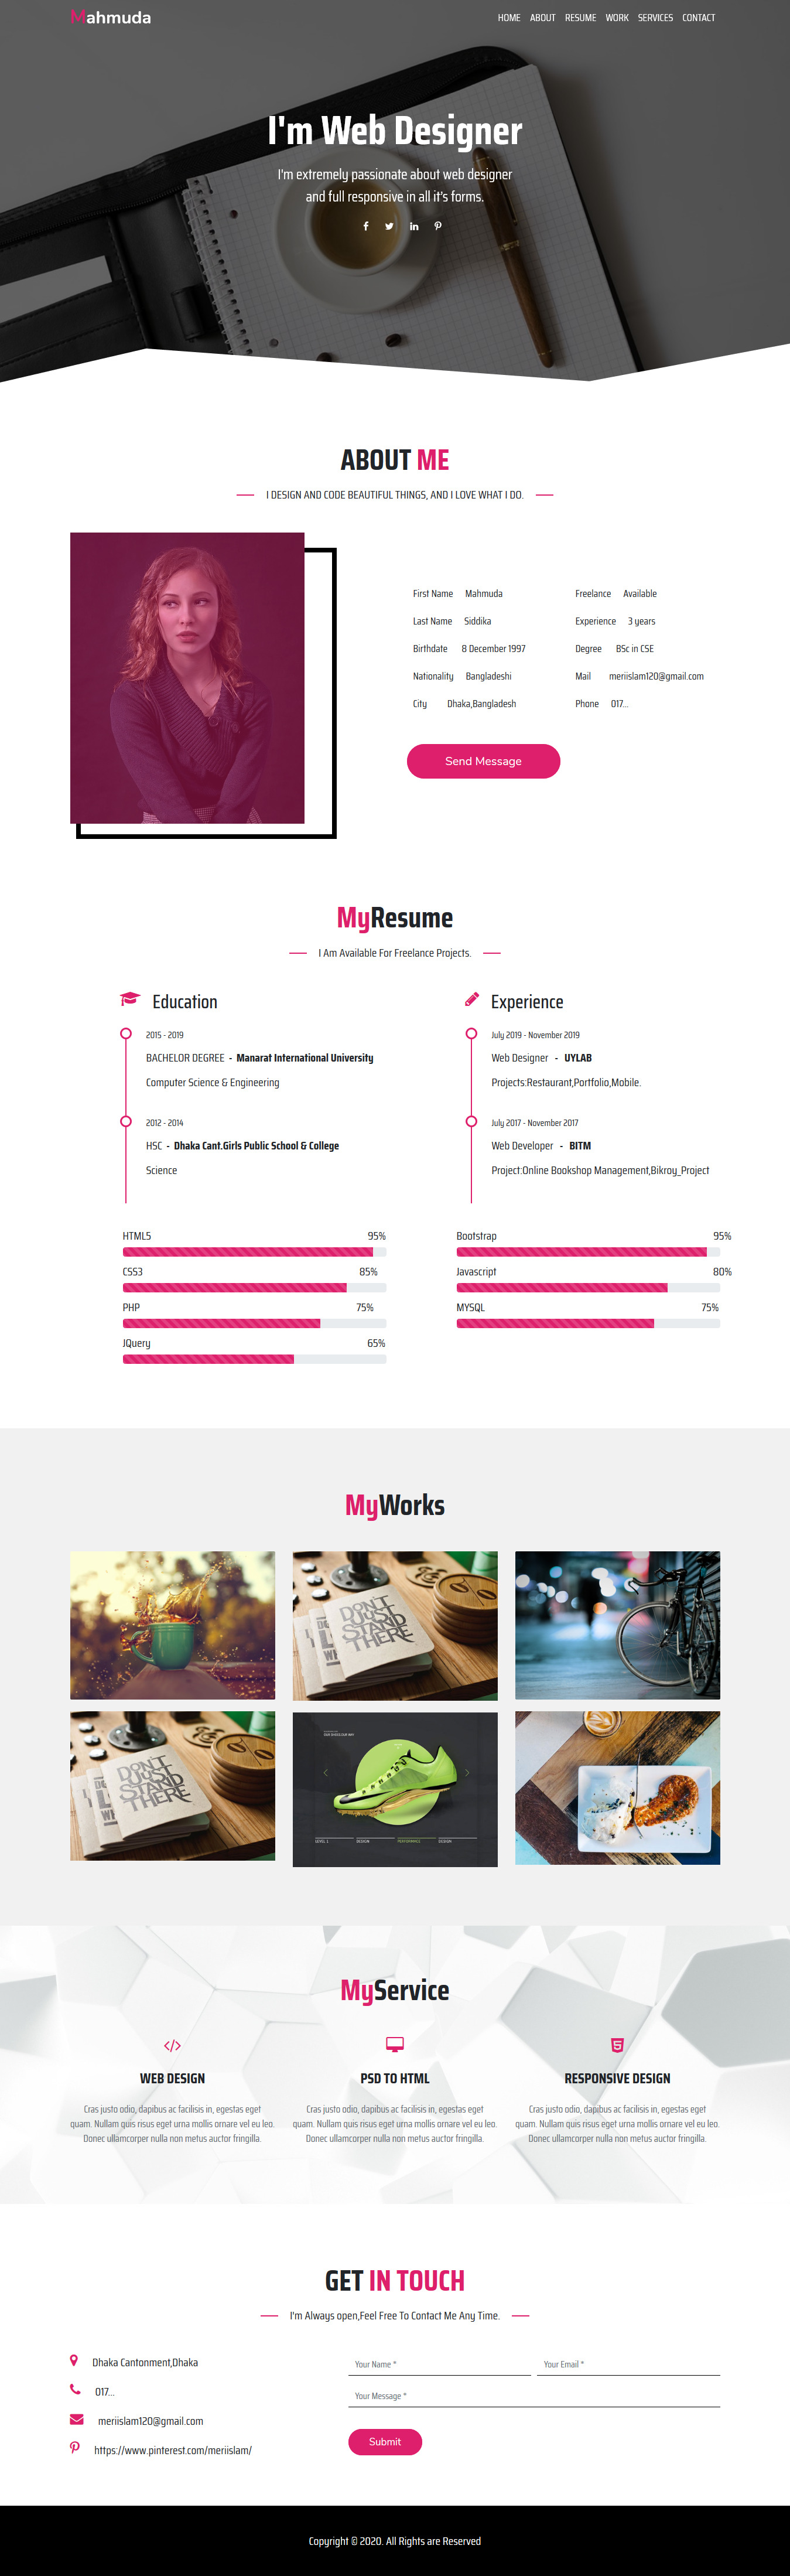 Mahmuda
HOME ABOUT RESUME WORK SERVICES CONTACT
I'm Web Designer
I'm extremely passionate about web designer
and full responsive in all it's forms.
ABOUT ME
I DESIGN AND CODE BEAUTIFUL THINGS, AND I LOVE WHAT I DO.
First Name Mahmuda
Last Name Siddika
Birthdate 8 December 1997
Nationality Bangladeshi
City Dhaka,Bangladesh
Freelance Available
Experience 3 years
Degree BSc in CSE
Mail meriislam120@gmail.com
Phone 017...
Send Message
MyResume
I Am Available For Freelance Projects.
Education
2015 - 2019
BACHELOR DEGREE - Manarat International University
Computer Science & Engineering
2012 - 2014
HSC - Dhaka Cant.Girls Public School & College
Science
Experience
July 2019 - November 2019
Web Designer - UYLAB
Projects:Restaurant,Portfolio,Mobile.
July 2017 - November 2017
Web Developer - BITM
Project:Online Bookshop Management,Bikroy_Project
HTML5 95%
CSS3 85%
PHP 75%
JQuery 65%
Bootstrap 95%
Javascript 80%
MYSQL 75%
MyWorks
DON'T
JUST
STAND
THERE
DON'T
JUST
STAND
THERE
LEVEL 1 DESIGN PERFORMANCE DESIGN
MyService
WEB DESIGN
Cras justo odio, dapibus ac facilisis in, egestas eget
quam. Nullam quis risus eget urna mollis ornare vel eu leo.
Donec ullamcorper nulla non metus auctor fringilla.
PSD TO HTML
Cras justo odio, dapibus ac facilisis in, egestas eget
quam. Nullam quis risus eget urna mollis ornare vel eu leo.
Donec ullamcorper nulla non metus auctor fringilla.
RESPONSIVE DESIGN
Cras justo odio, dapibus ac facilisis in, egestas eget
quam. Nullam quis risus eget urna mollis ornare vel eu leo.
Donec ullamcorper nulla non metus auctor fringilla.
GET IN TOUCH
I'm Always open,Feel Free To Contact Me Any Time.
Dhaka Cantonment,Dhaka
017...
meriislam120@gmail.com
https://www.pinterest.com/meriislam/
Your Name *
Your Email *
Your Message *
Submit
Copyright © 2020. All Rights are Reserved